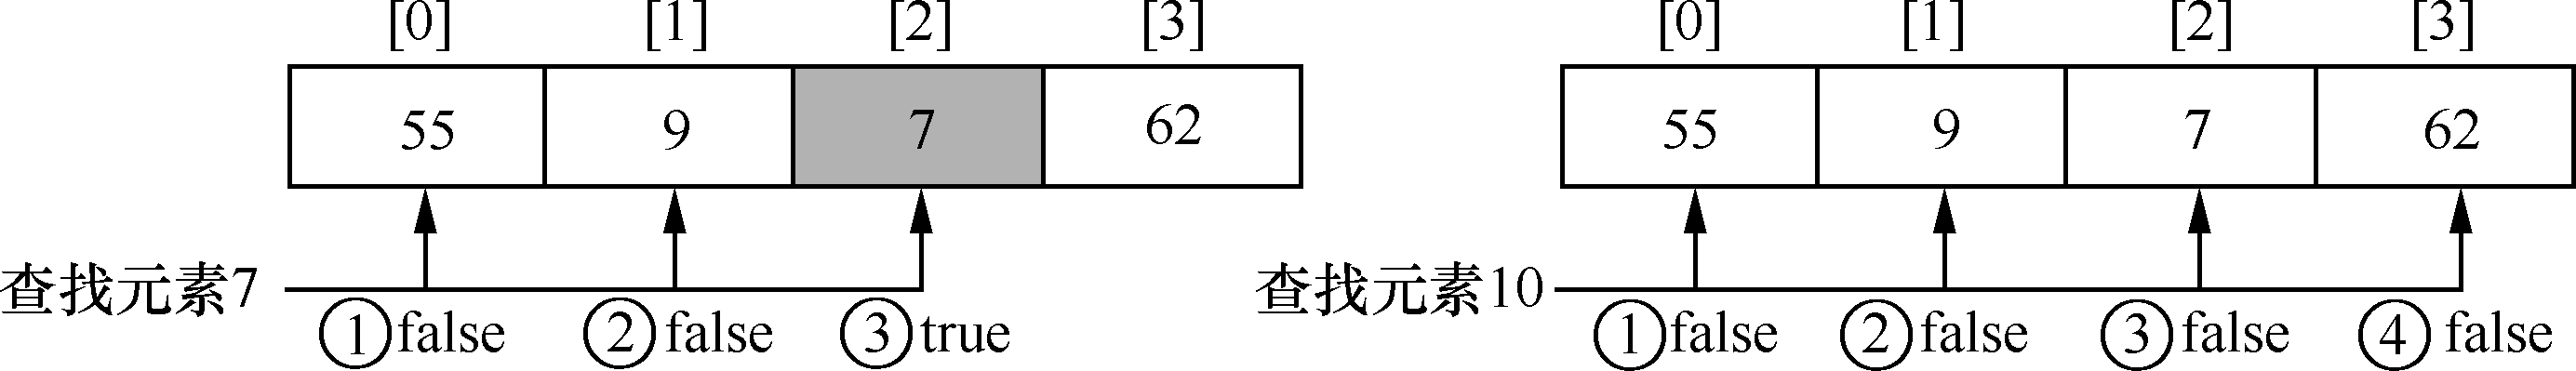 [0] [1] [2] [3]
55 9 7 62
查找元素7
①false ②false ③true
[0] [1] [2] [3]
55 9 7 62
查找元素10
①false ②false ③false ④ false